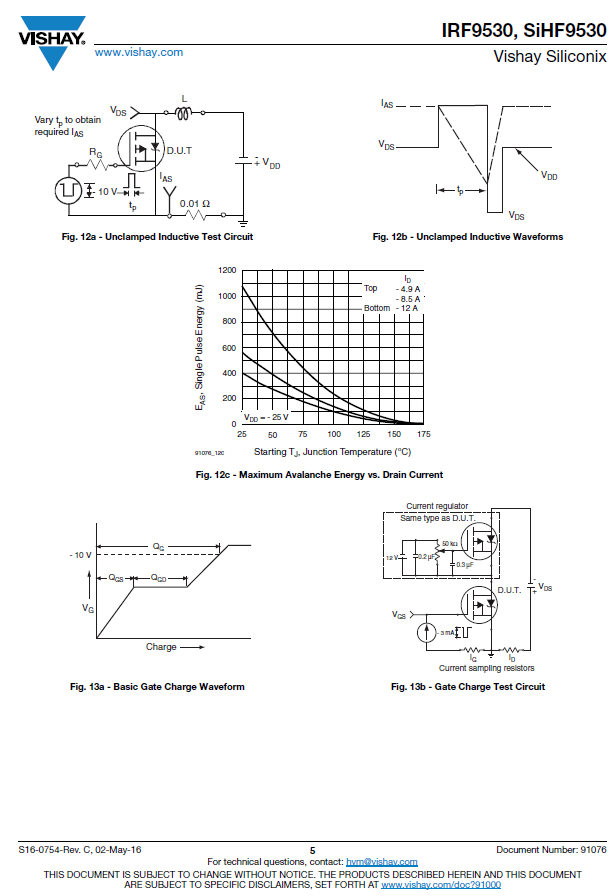 VISHAY.
www.vishay.com
IRF9530, SiHF9530
Vishay Siliconix
Vary tp to obtain
required IAS
VDS
L
RG
D.U.T
IAS
- 10 V
tp
0.01 Ω
-
+ VDD
Fig. 12a - Unclamped Inductive Test Circuit
IAS
VDS
tp
VDD
VDS
Fig. 12b - Unclamped Inductive Waveforms
EAS, Single Pulse Energy (mJ)
1200
1000
800
600
400
200
0
ID
Top - 4.9 A
- 8.5 A
Bottom - 12 A
VDD = - 25 V
25 50 75 100 125 150 175
91076_12c
Starting TJ, Junction Temperature (°C)
Fig. 12c - Maximum Avalanche Energy vs. Drain Current
- 10 V
QG
QGS
QGD
VG
Charge
Fig. 13a - Basic Gate Charge Waveform
Current regulator
Same type as D.U.T.
50 kΩ
12 V
0.2 µF
0.3 µF
D.U.T.
-
+ VDS
VGS
- 3 mA
IG
ID
Current sampling resistors
Fig. 13b - Gate Charge Test Circuit
S16-0754-Rev. C, 02-May-16
5
Document Number: 91076
For technical questions, contact: hvm@vishay.com
THIS DOCUMENT IS SUBJECT TO CHANGE WITHOUT NOTICE. THE PRODUCTS DESCRIBED HEREIN AND THIS DOCUMENT
ARE SUBJECT TO SPECIFIC DISCLAIMERS, SET FORTH AT www.vishay.com/doc?91000